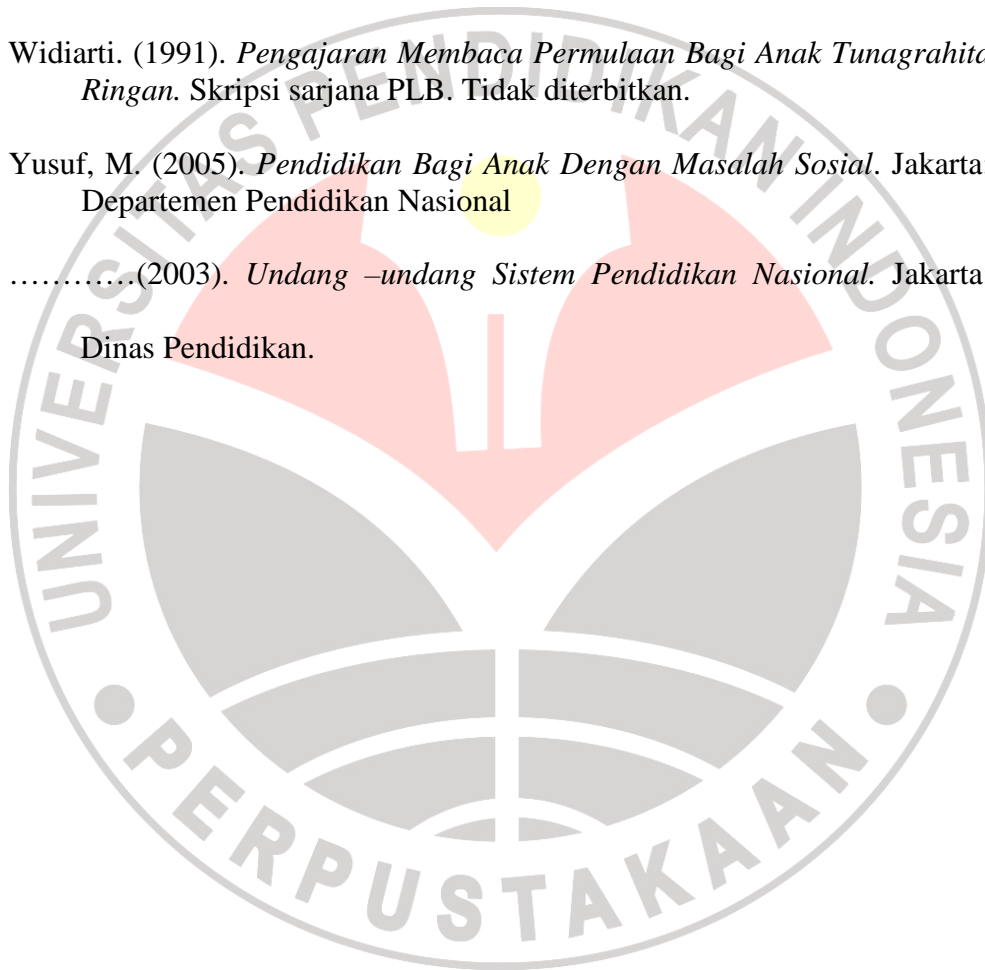 Widiarti. (1991). Pengajaran Membaca Permulaan Bagi Anak Tunagrahita
Ringan. Skripsi sarjana PLB. Tidak diterbitkan.
Yusuf, M. (2005). Pendidikan Bagi Anak Dengan Masalah Sosial. Jakarta:
Departemen Pendidikan Nasional
…………(2003). Undang –undang Sistem Pendidikan Nasional. Jakarta
Dinas Pendidikan.
UNIVERSITAS PENDIDIKAN INDONESIA
PERPUSTAKAAN